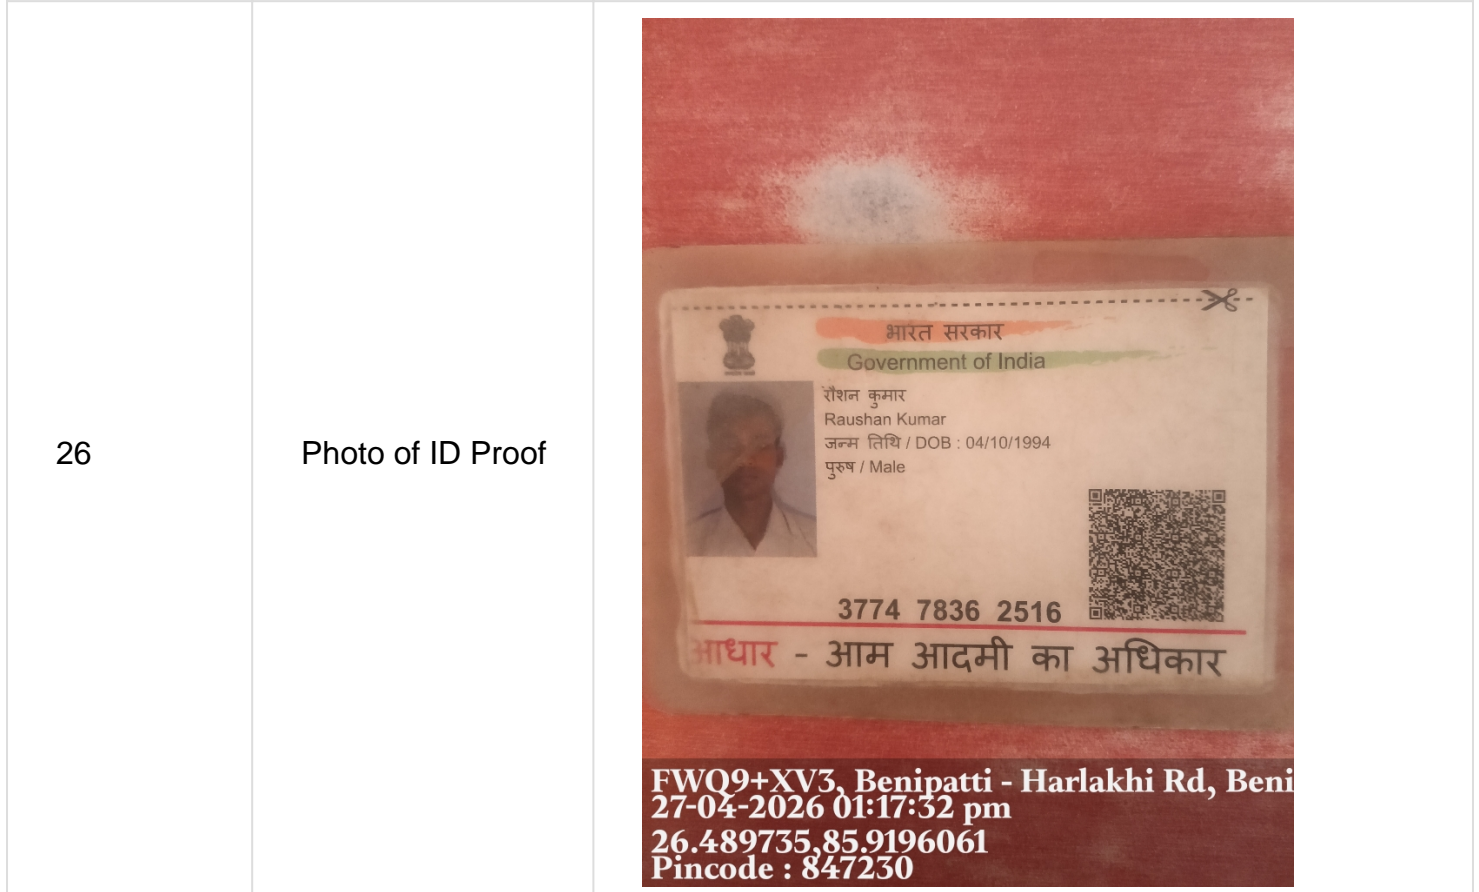 26
Photo of ID Proof
भारत सरकार
Government of India
रौशन कुमार
Raushan Kumar
जन्म तिथि / DOB : 04/10/1994
पुरुष / Male
3774 7836 2516
आधार - आम आदमी का अधिकार
FWQ9+XV3, Benipatti - Harlakhi Rd, Beni
27-04-2026 01:17:32 pm
26.489735,85.9196061
Pincode : 847230